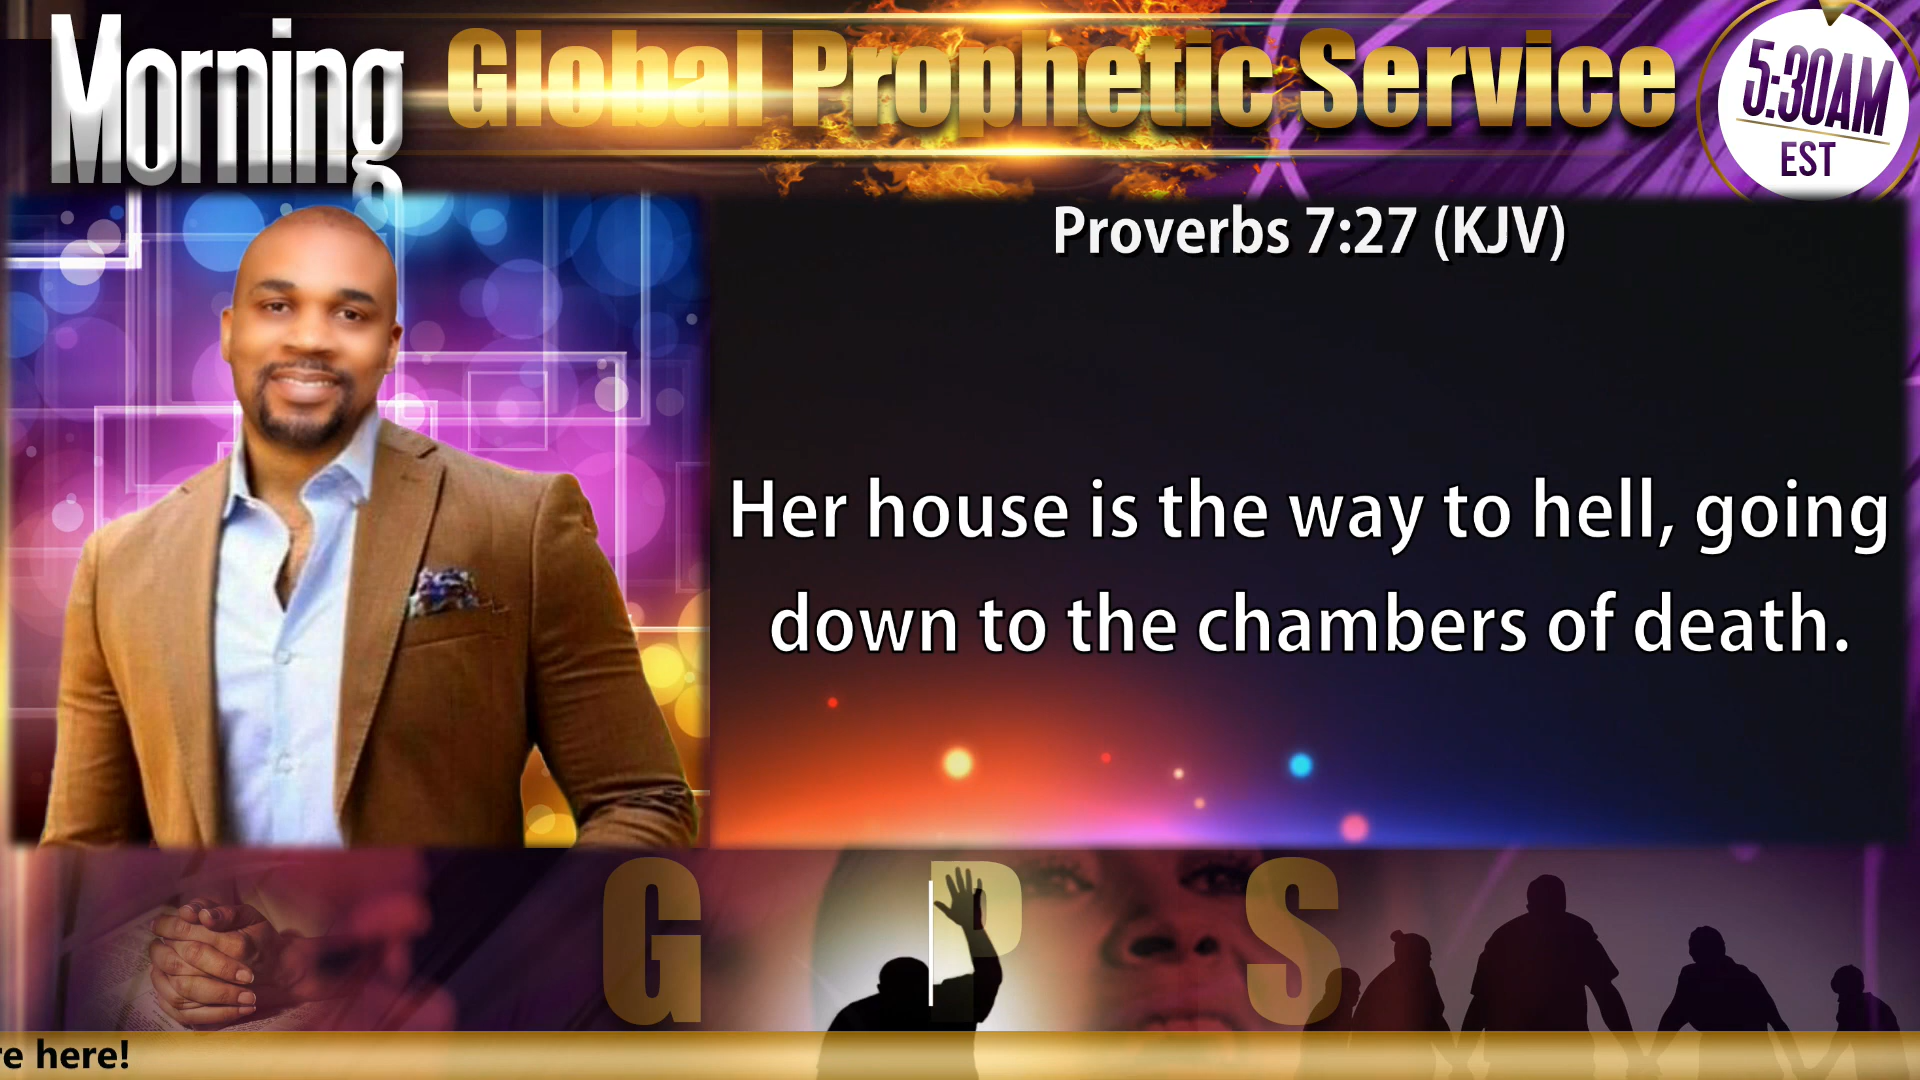 Morning Global Prophetic Service
5:30AM
EST
Proverbs 7:27 (KJV)
Her house is the way to hell, going
down to the chambers of death.
G P S
here!